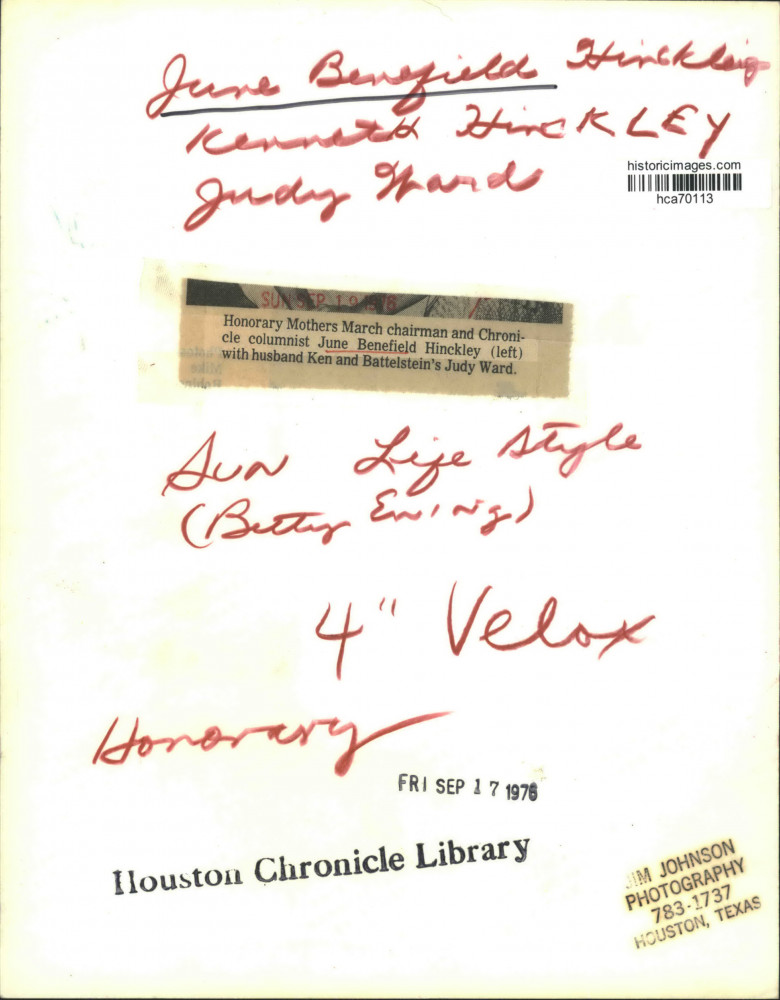 June Benefield Hinckley
Kenneth HincKLEY
Judy Ward
historicimages.com
hca70113
SUN SEP 19 1976
Honorary Mothers March chairman and Chroni-
cle columnist June Benefield Hinckley (left)
with husband Ken and Battelstein's Judy Ward.
Sun Life Style
(Betty Ewing)
4" Velox
Honorary
FRI SEP 17 1976
Houston Chronicle Library
JIM JOHNSON
PHOTOGRAPHY
783-1737
HOUSTON, TEXAS